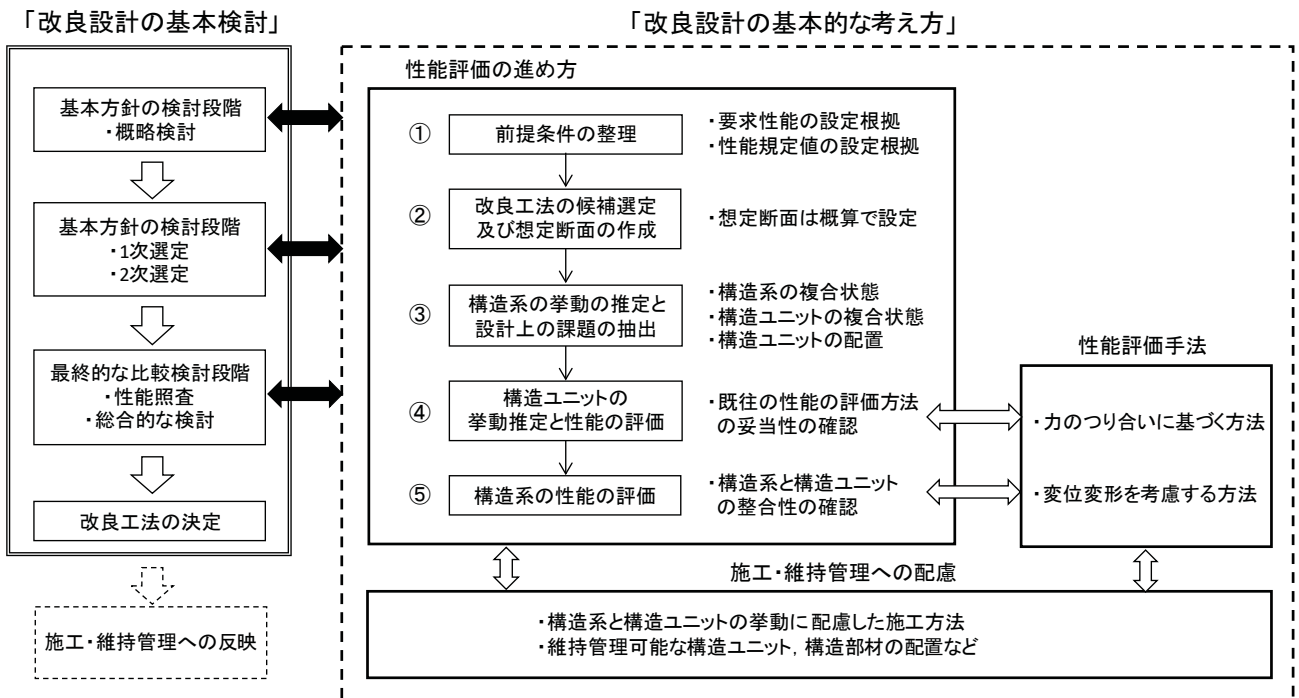 「改良設計の基本検討」
基本方針の検討段階
・概略検討
基本方針の検討段階
・1次選定
・2次選定
最終的な比較検討段階
・性能照査
・総合的な検討
改良工法の決定
施工・維持管理への反映
「改良設計の基本的な考え方」
性能評価の進め方
①
前提条件の整理
・要求性能の設定根拠
・性能規定値の設定根拠
②
改良工法の候補選定
及び想定断面の作成
・想定断面は概算で設定
③
構造系の挙動の推定と
設計上の課題の抽出
・構造系の複合状態
・構造ユニットの複合状態
・構造ユニットの配置
④
構造ユニットの
挙動推定と性能の評価
・既往の性能の評価方法
の妥当性の確認
⑤
構造系の性能の評価
・構造系と構造ユニット
の整合性の確認
性能評価手法
・力のつり合いに基づく方法
・変位変形を考慮する方法
施工・維持管理への配慮
・構造系と構造ユニットの挙動に配慮した施工方法
・維持管理可能な構造ユニット，構造部材の配置など